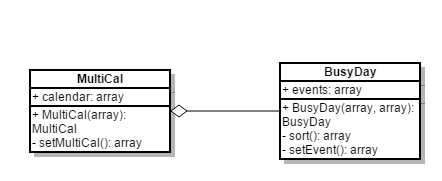 MultiCal
+ calendar: array
+ MultiCal(array):
MultiCal
- setMultiCal(): array
BusyDay
+ events: array
+ BusyDay(array, array):
BusyDay
- sort(): array
- setEvent(): array